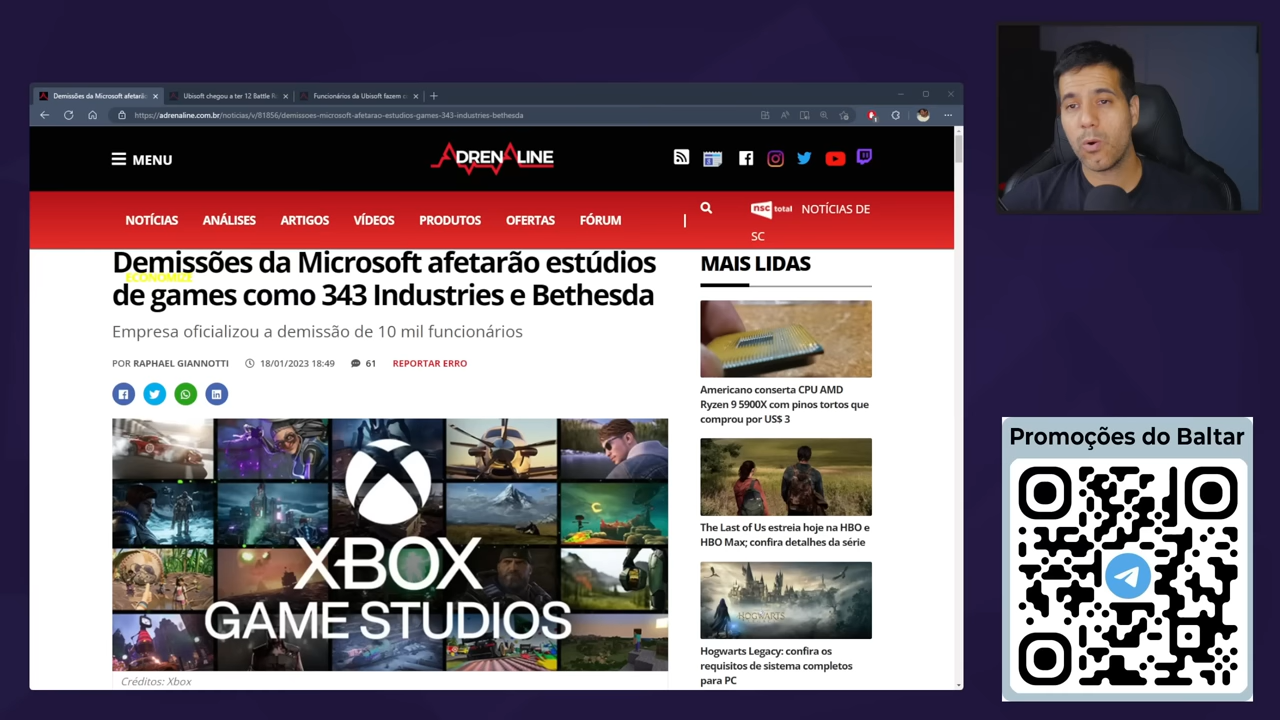 Demissões da Microsoft afetarão
Ubisoft chegou a ter 12 Battle R
Funcionários da Ubisoft fazem
https://adrenaline.com.br/noticias/v/81856/demissoes-microsoft-afetarao-estudios-games-343-industries-bethesda
MENU
ADRENALINE
NOTÍCIAS
ANÁLISES
ARTIGOS
VÍDEOS
PRODUTOS
OFERTAS
FÓRUM
|
nsc total NOTÍCIAS DE
SC
ECONOMIZE
Demissões da Microsoft afetarão estúdios
de games como 343 Industries e Bethesda
Empresa oficializou a demissão de 10 mil funcionários
POR RAPHAEL GIANNOTTI 18/01/2023 18:49 61 REPORTAR ERRO
XBOX
GAME STUDIOS
Créditos: Xbox
MAIS LIDAS
Americano conserta CPU AMD
Ryzen 9 5900X com pinos tortos que
comprou por US$ 3
The Last of Us estreia hoje na HBO e
HBO Max; confira detalhes da série
HOGWARTS
Hogwarts Legacy: confira os
requisitos de sistema completos
para PC
Promoções do Baltar